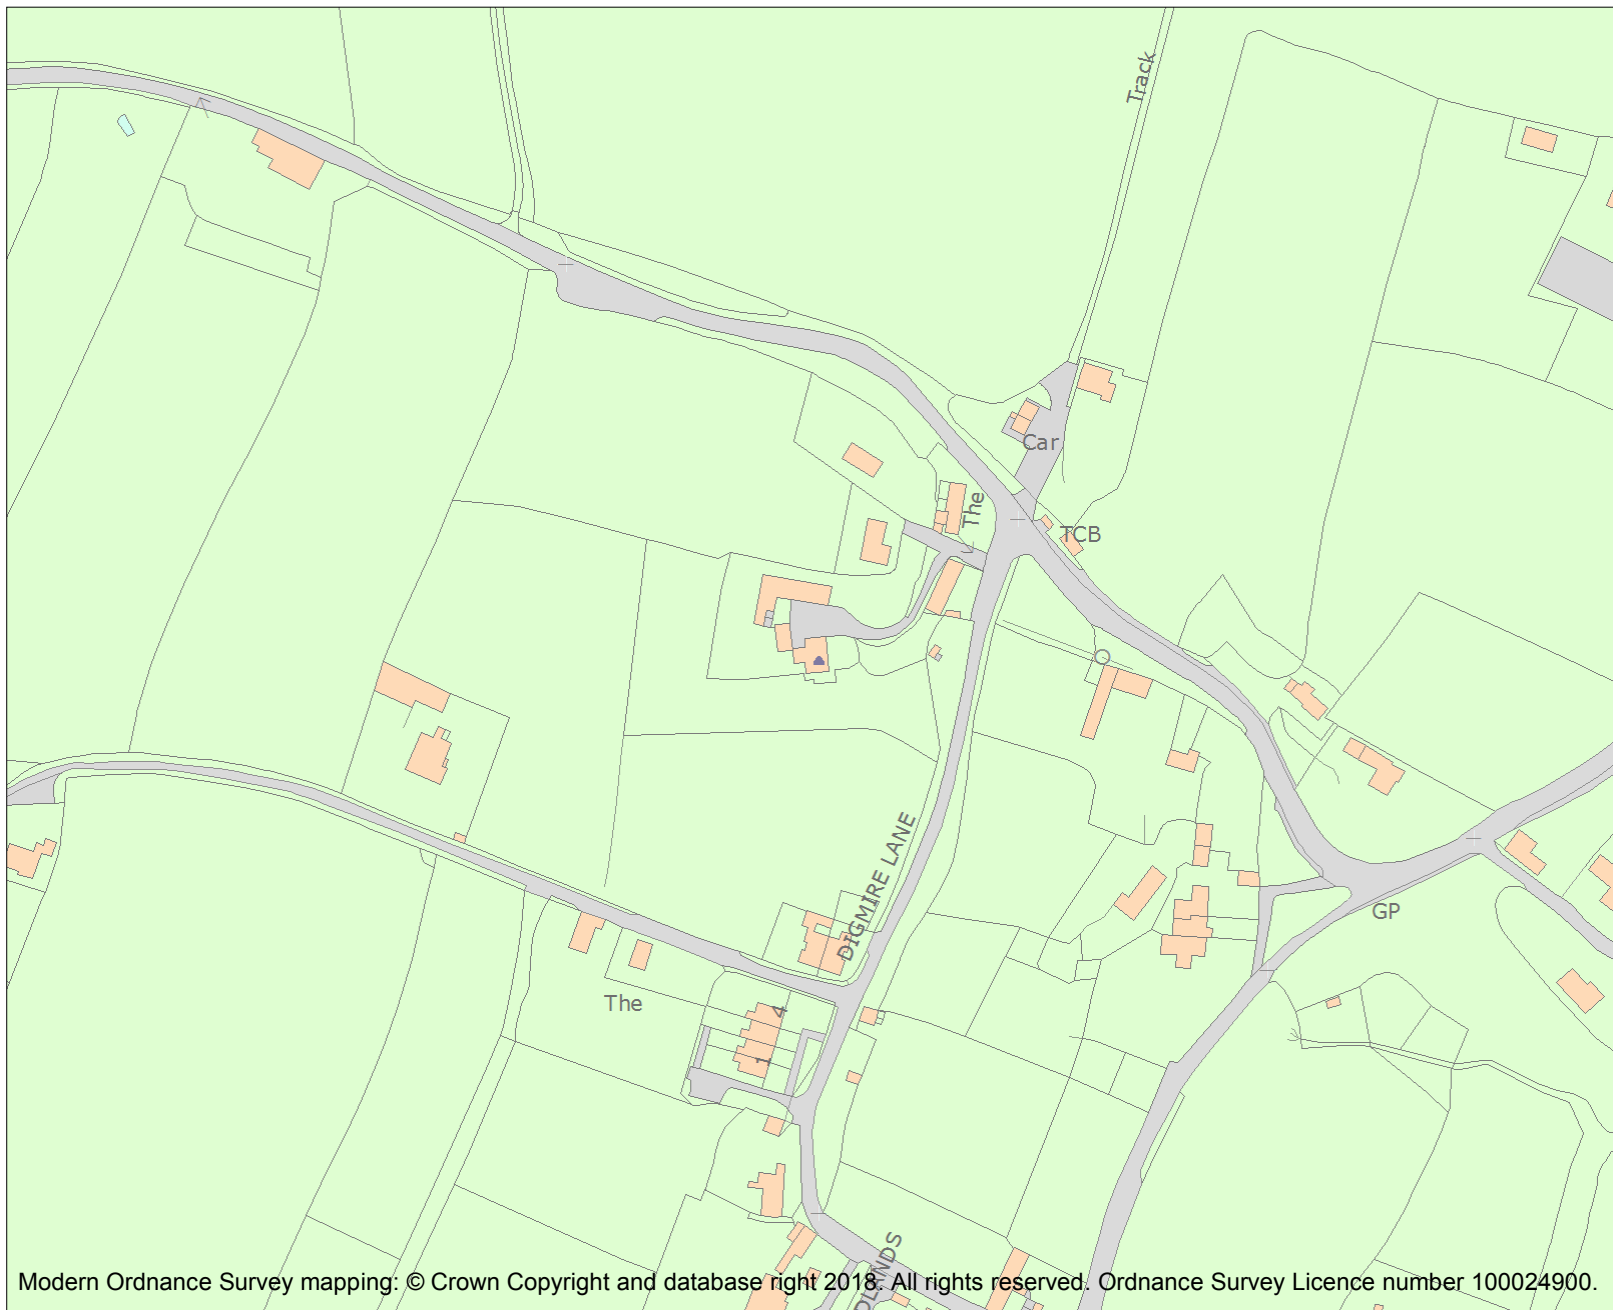 Track
Car
The
TCB
DIGMIRE LANE
GP
The
4
1
Modern Ordnance Survey mapping: © Crown Copyright and database right 2018. All rights reserved. Ordnance Survey Licence number 100024900.